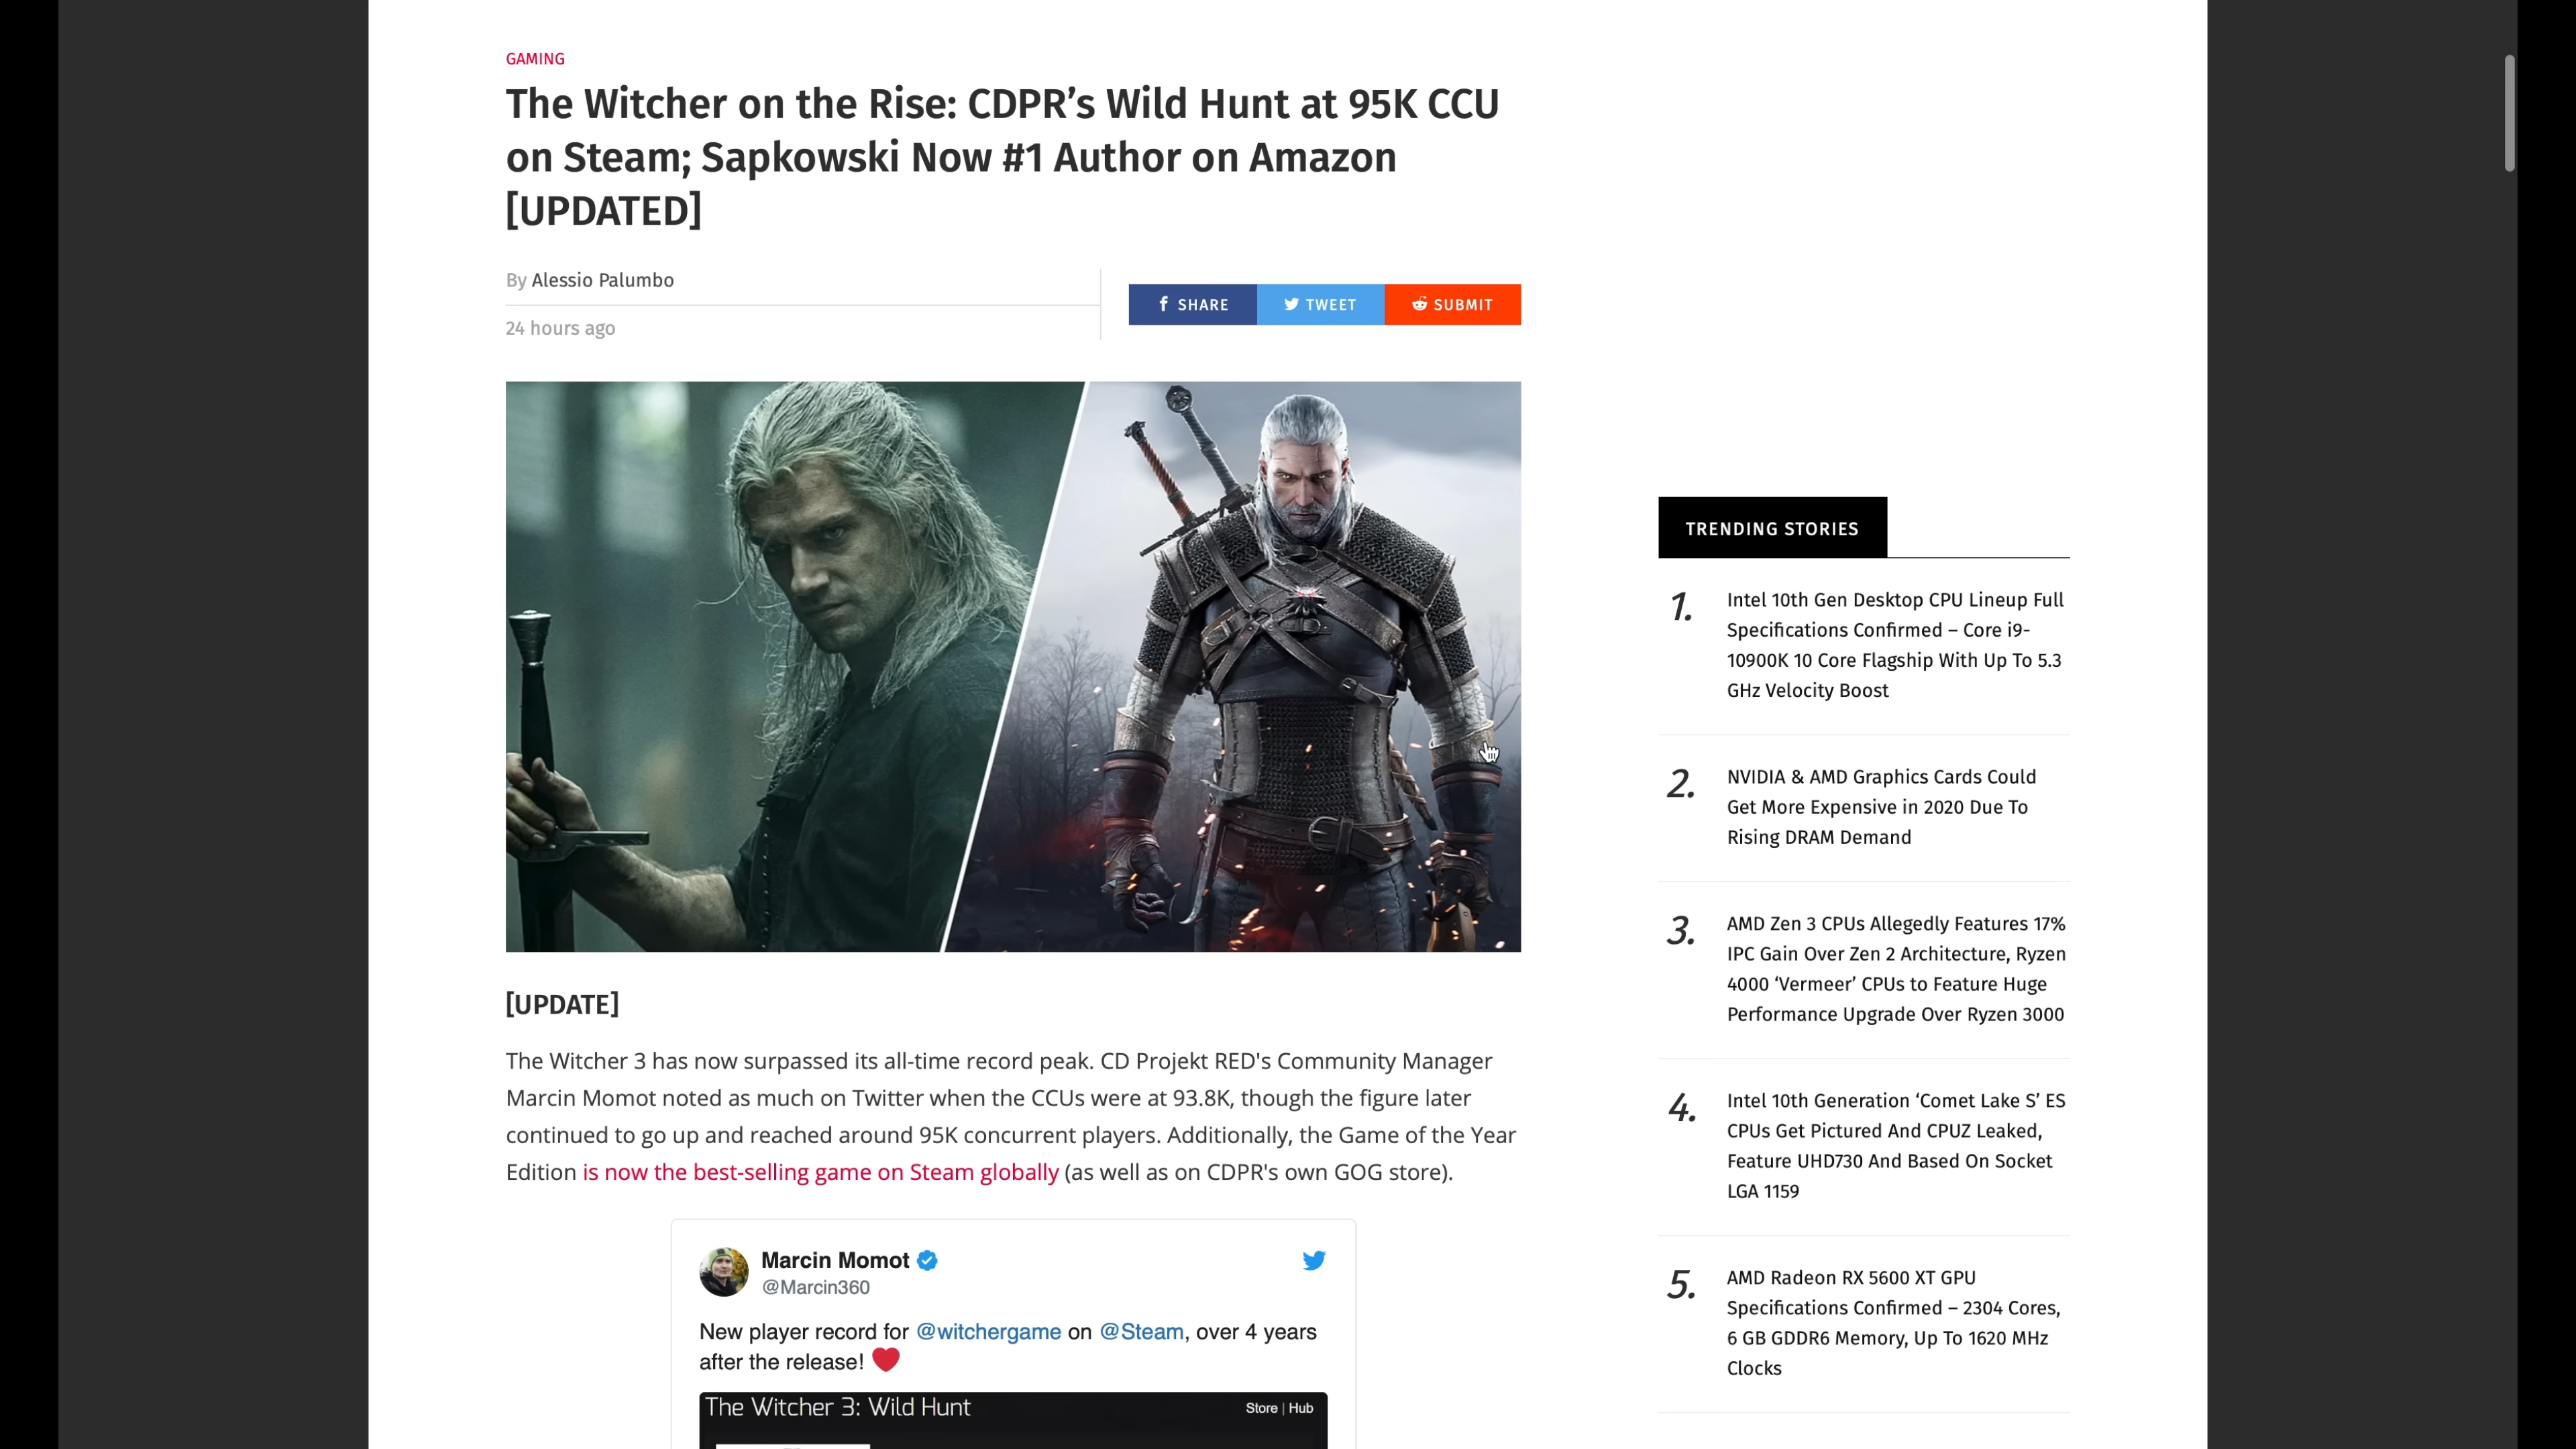 GAMING
The Witcher on the Rise: CDPR’s Wild Hunt at 95K CCU
on Steam; Sapkowski Now #1 Author on Amazon
[UPDATED]
By Alessio Palumbo
24 hours ago
SHARE
TWEET
SUBMIT
[UPDATE]
The Witcher 3 has now surpassed its all-time record peak. CD Projekt RED's Community Manager
Marcin Momot noted as much on Twitter when the CCUs were at 93.8K, though the figure later
continued to go up and reached around 95K concurrent players. Additionally, the Game of the Year
Edition is now the best-selling game on Steam globally (as well as on CDPR's own GOG store).
Marcin Momot
@Marcin360
New player record for @witchergame on @Steam, over 4 years
after the release! ❤️
The Witcher 3: Wild Hunt
Store | Hub
TRENDING STORIES
1.
Intel 10th Gen Desktop CPU Lineup Full
Specifications Confirmed – Core i9-
10900K 10 Core Flagship With Up To 5.3
GHz Velocity Boost
2.
NVIDIA & AMD Graphics Cards Could
Get More Expensive in 2020 Due To
Rising DRAM Demand
3.
AMD Zen 3 CPUs Allegedly Features 17%
IPC Gain Over Zen 2 Architecture, Ryzen
4000 ‘Vermeer’ CPUs to Feature Huge
Performance Upgrade Over Ryzen 3000
4.
Intel 10th Generation ‘Comet Lake S’ ES
CPUs Get Pictured And CPUZ Leaked,
Feature UHD730 And Based On Socket
LGA 1159
5.
AMD Radeon RX 5600 XT GPU
Specifications Confirmed – 2304 Cores,
6 GB GDDR6 Memory, Up To 1620 MHz
Clocks